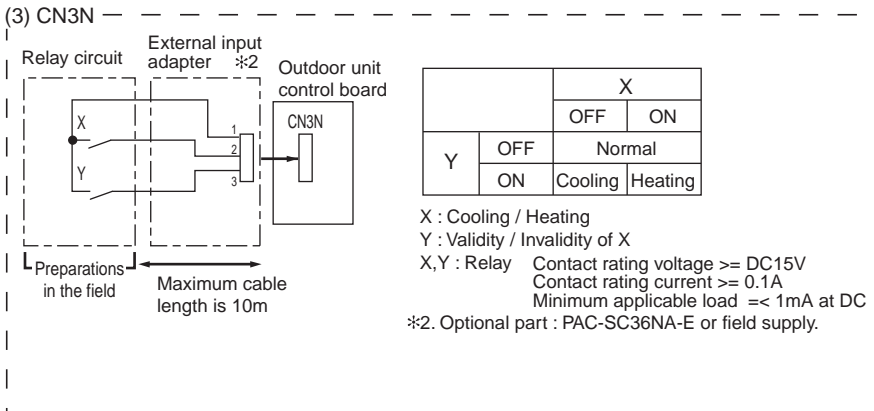 (3) CN3N
Relay circuit
External input
adapter ✻2
Outdoor unit
control board
X
Y
1
2
3
CN3N
Preparations
in the field
Maximum cable
length is 10m
X
OFF ON
Y OFF Normal
ON Cooling Heating
X : Cooling / Heating
Y : Validity / Invalidity of X
X,Y : Relay Contact rating voltage >= DC15V
Contact rating current >= 0.1A
Minimum applicable load =< 1mA at DC
✻2. Optional part : PAC-SC36NA-E or field supply.